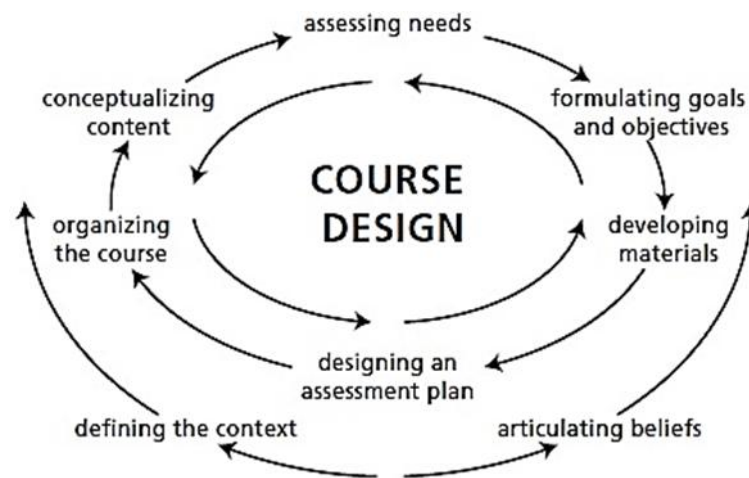 assessing needs
conceptualizing
content
formulating goals
and objectives
COURSE
DESIGN
organizing
the course
developing
materials
designing an
assessment plan
defining the context
articulating beliefs